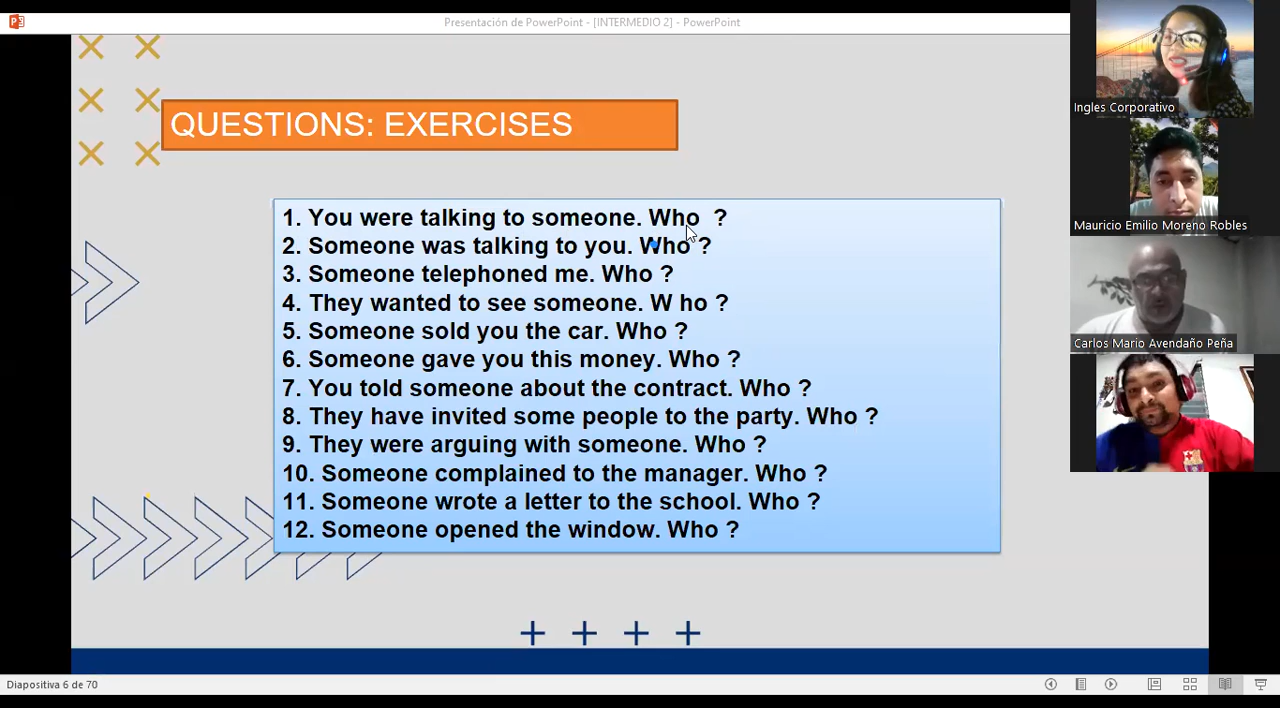 Presentación de PowerPoint - [INTERMEDIO 2] - PowerPoint
QUESTIONS: EXERCISES
1. You were talking to someone. Who ?
2. Someone was talking to you. Who ?
3. Someone telephoned me. Who ?
4. They wanted to see someone. W ho ?
5. Someone sold you the car. Who ?
6. Someone gave you this money. Who ?
7. You told someone about the contract. Who ?
8. They have invited some people to the party. Who ?
9. They were arguing with someone. Who ?
10. Someone complained to the manager. Who ?
11. Someone wrote a letter to the school. Who ?
12. Someone opened the window. Who ?
Ingles Corporativo
Mauricio Emilio Moreno Robles
Carlos Mario Avendaño Peña
Diapositiva 6 de 70